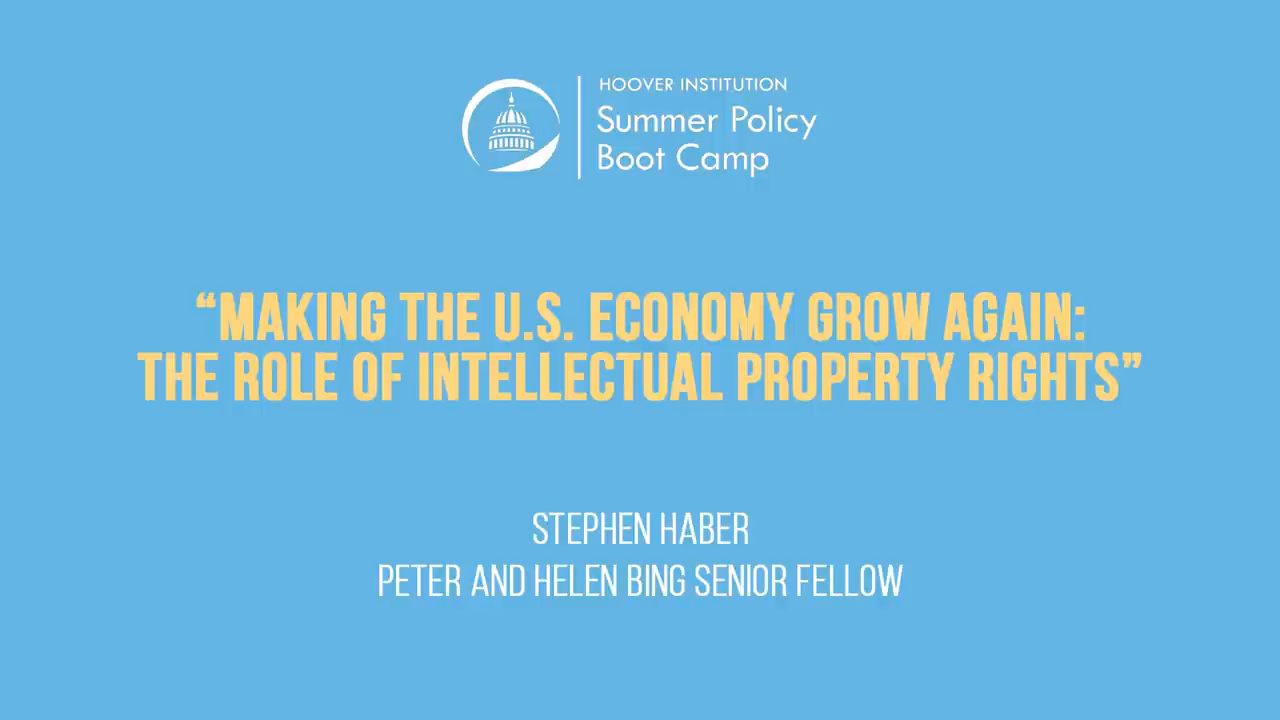 HOOVER INSTITUTION
Summer Policy
Boot Camp
“MAKING THE U.S. ECONOMY GROW AGAIN:
THE ROLE OF INTELLECTUAL PROPERTY RIGHTS”
STEPHEN HABER
PETER AND HELEN BING SENIOR FELLOW